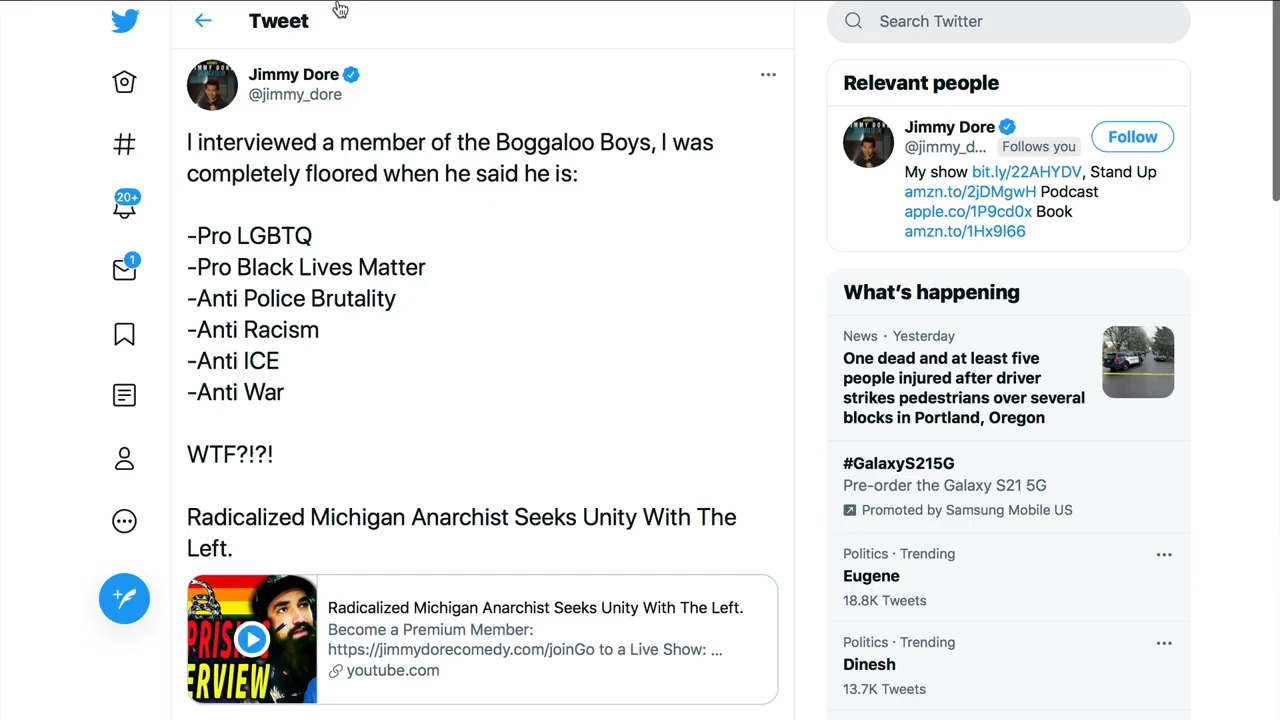 Tweet
Search Twitter
Jimmy Dore
@jimmy_dore
I interviewed a member of the Boggaloo Boys, I was
completely floored when he said he is:
-Pro LGBTQ
-Pro Black Lives Matter
-Anti Police Brutality
-Anti Racism
-Anti ICE
-Anti War
WTF?!?!
Radicalized Michigan Anarchist Seeks Unity With The
Left.
PRIS
ERVIEW
Radicalized Michigan Anarchist Seeks Unity With The Left.
Become a Premium Member:
https://jimmydorecomedy.com/joinGo to a Live Show: ...
youtube.com
20+
1
Relevant people
Jimmy Dore
@jimmy_d... Follows you
Follow
My show bit.ly/22AHYDV, Stand Up
amzn.to/2jDMgwH Podcast
apple.co/1P9cd0x Book
amzn.to/1Hx9l66
What's happening
News · Yesterday
One dead and at least five
people injured after driver
strikes pedestrians over several
blocks in Portland, Oregon
#GalaxyS215G
Pre-order the Galaxy S21 5G
Promoted by Samsung Mobile US
Politics · Trending
Eugene
18.8K Tweets
Politics · Trending
Dinesh
13.7K Tweets